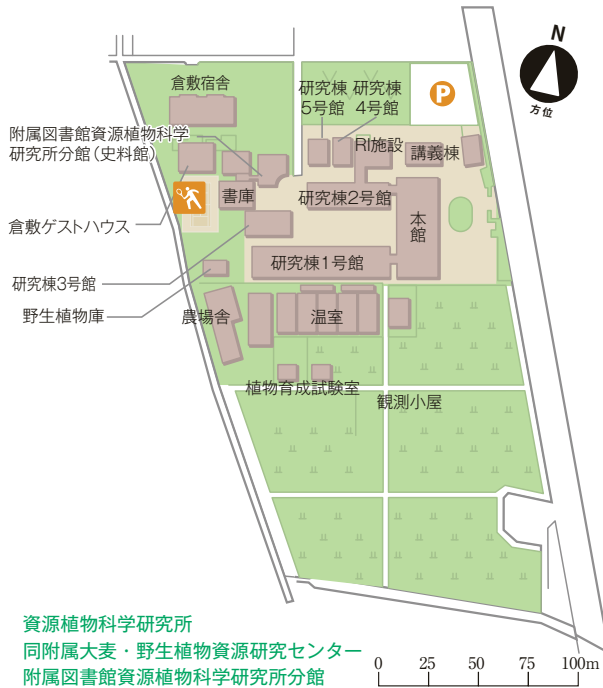 N
方位
倉敷宿舎
研究棟 研究棟
5号館 4号館
P
附属図書館資源植物科学
研究所分館(史料館)
RI施設
講義棟
書庫
研究棟2号館
倉敷ゲストハウス
本館
研究棟1号館
研究棟3号館
野生植物庫
農場舎
温室
植物育成試験室
観測小屋
資源植物科学研究所
同附属大麦・野生植物資源研究センター
附属図書館資源植物科学研究所分館
0 25 50 75 100m